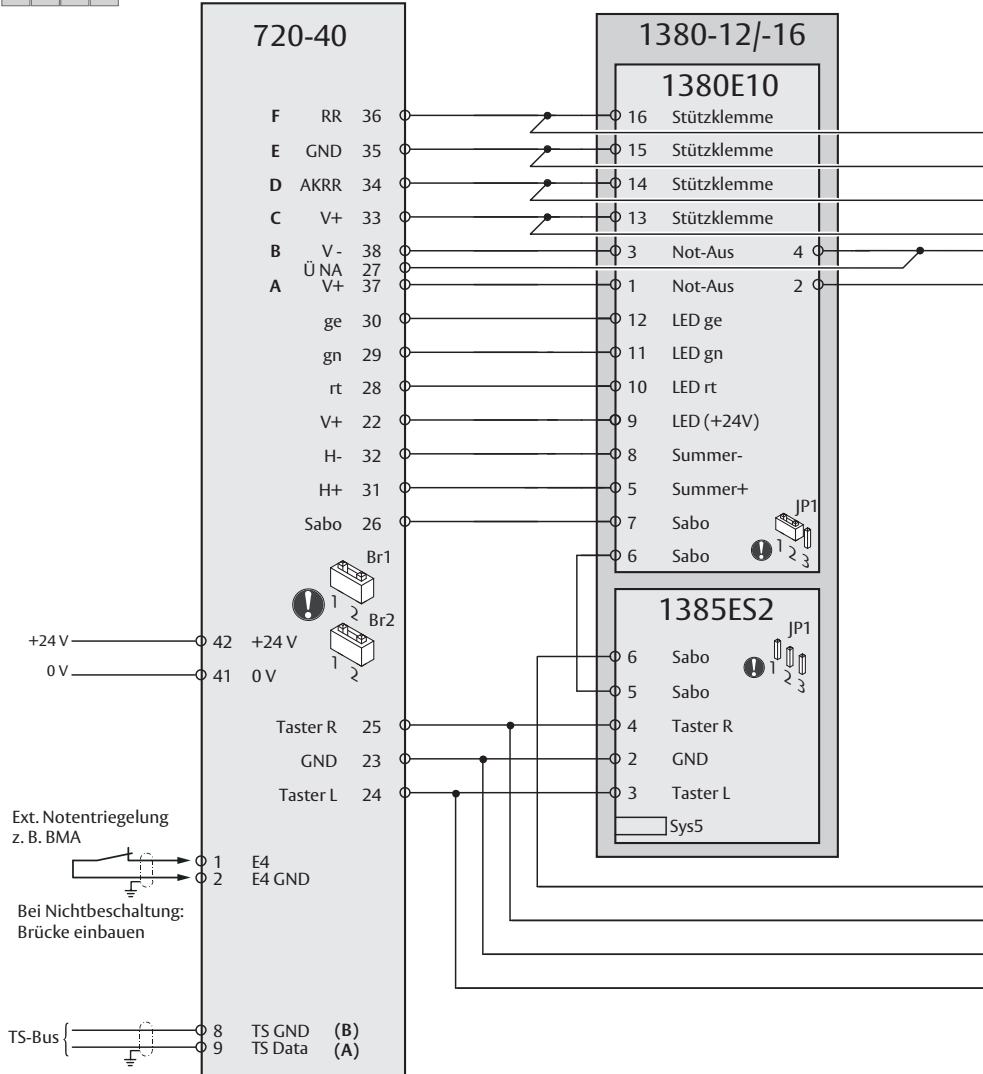 720-40
1380-12/-16
1380E10
F RR 36
16 Stützklemme
E GND 35
15 Stützklemme
D AKRR 34
14 Stützklemme
C V+ 33
13 Stützklemme
B V - 38
3 Not-Aus 4
Ü NA 27
A V+ 37
1 Not-Aus 2
ge 30
12 LED ge
gn 29
11 LED gn
rt 28
10 LED rt
V+ 22
9 LED (+24V)
H- 32
8 Summer-
H+ 31
5 Summer+
JP1
Sabo 26
7 Sabo
1 2 3
6 Sabo
Br1
1 2
Br2
1 2
1385ES2
JP1
+24 V
42 +24 V
6 Sabo
1 2 3
0 V
41 0 V
5 Sabo
Taster R 25
4 Taster R
GND 23
2 GND
Taster L 24
3 Taster L
Sys5
Ext. Notentriegelung
z. B. BMA
1 E4
2 E4 GND
Bei Nichtbeschaltung:
Brücke einbauen
TS-Bus
8 TS GND (B)
9 TS Data (A)